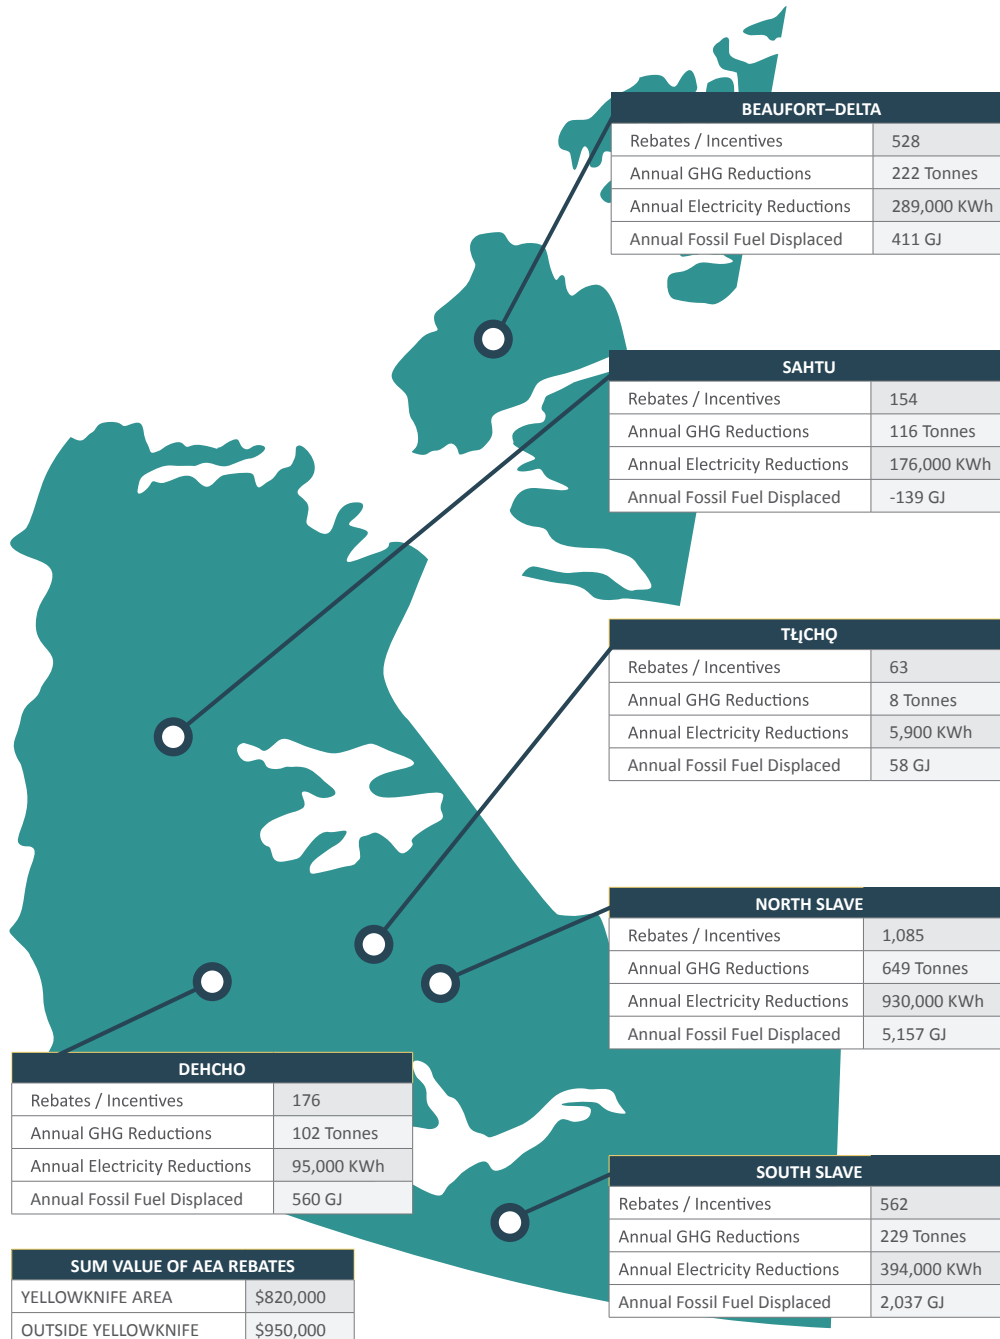 BEAUFORT–DELTA
Rebates / Incentives 528
Annual GHG Reductions 222 Tonnes
Annual Electricity Reductions 289,000 KWh
Annual Fossil Fuel Displaced 411 GJ
SAHTU
Rebates / Incentives 154
Annual GHG Reductions 116 Tonnes
Annual Electricity Reductions 176,000 KWh
Annual Fossil Fuel Displaced -139 GJ
TŁĮCHǪ
Rebates / Incentives 63
Annual GHG Reductions 8 Tonnes
Annual Electricity Reductions 5,900 KWh
Annual Fossil Fuel Displaced 58 GJ
NORTH SLAVE
Rebates / Incentives 1,085
Annual GHG Reductions 649 Tonnes
Annual Electricity Reductions 930,000 KWh
Annual Fossil Fuel Displaced 5,157 GJ
DEHCHO
Rebates / Incentives 176
Annual GHG Reductions 102 Tonnes
Annual Electricity Reductions 95,000 KWh
Annual Fossil Fuel Displaced 560 GJ
SOUTH SLAVE
Rebates / Incentives 562
Annual GHG Reductions 229 Tonnes
Annual Electricity Reductions 394,000 KWh
Annual Fossil Fuel Displaced 2,037 GJ
SUM VALUE OF AEA REBATES
YELLOWKNIFE AREA $820,000
OUTSIDE YELLOWKNIFE $950,000